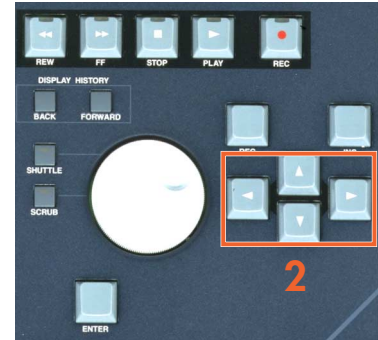 REW FF STOP PLAY REC
DISPLAY HISTORY
BACK FORWARD
SHUTTLE
SCRUB
2
ENTER